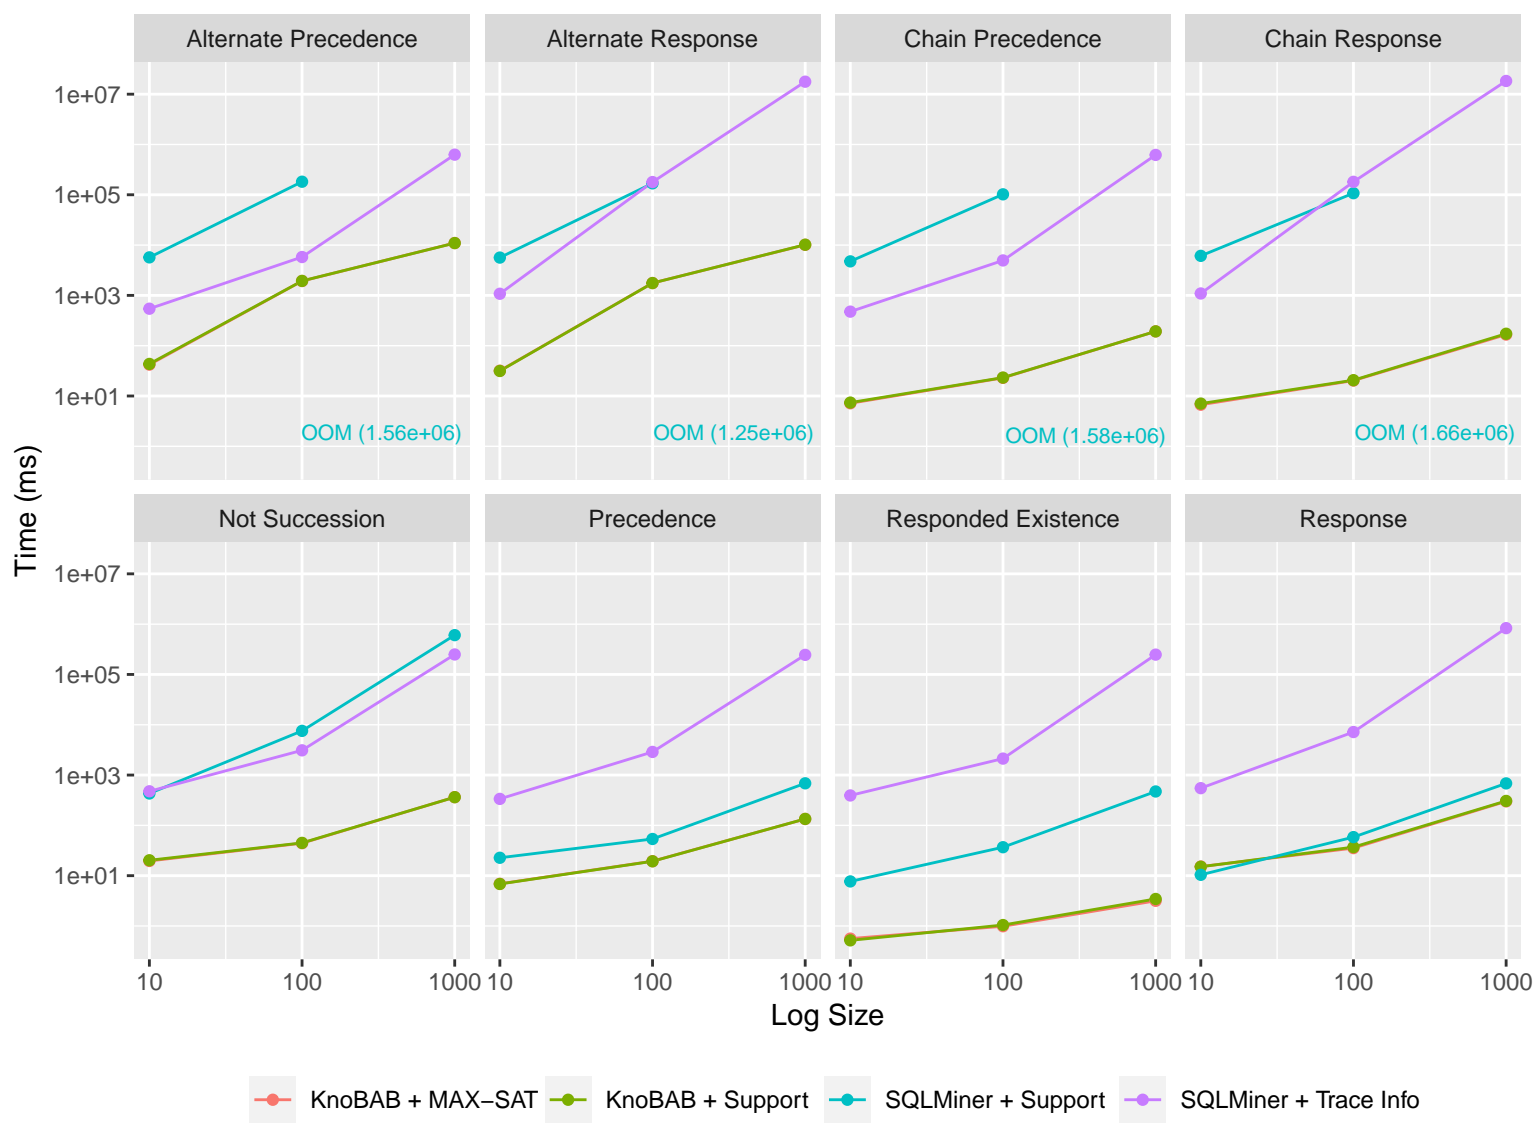 Alternate Precedence
Alternate Response
Chain Precedence
Chain Response
1e+07
1e+05
1e+03
1e+01
OOM (1.56e+06)
OOM (1.25e+06)
OOM (1.58e+06)
OOM (1.66e+06)
Time (ms)
Not Succession
Precedence
Responded Existence
Response
1e+07
1e+05
1e+03
1e+01
10 100 1000
10 100 1000
10 100 1000
10 100 1000
Log Size
KnoBAB + MAX−SAT
KnoBAB + Support
SQLMiner + Support
SQLMiner + Trace Info